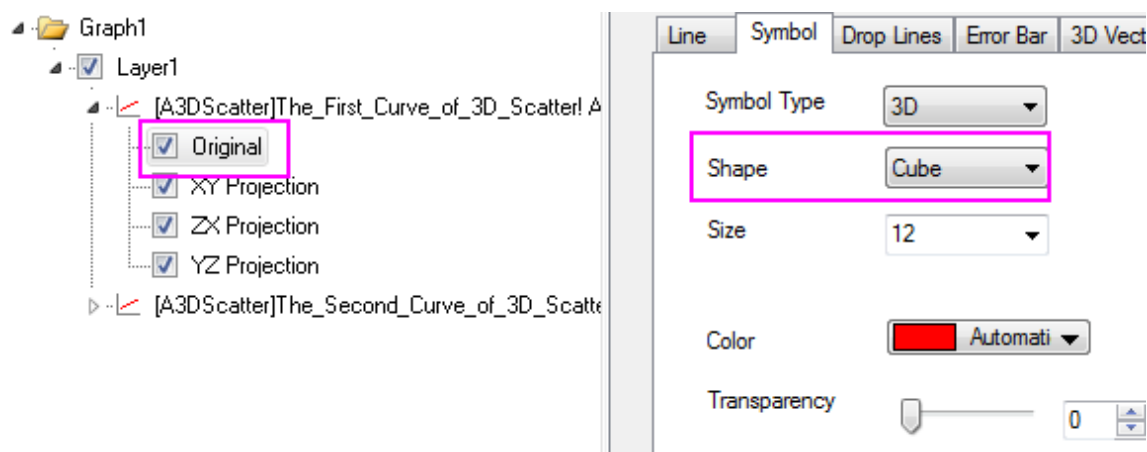 Graph1
Layer1
[A3DScatter]The_First_Curve_of_3D_Scatter! A
Original
XY Projection
ZX Projection
YZ Projection
[A3DScatter]The_Second_Curve_of_3D_Scatte
Line Symbol Drop Lines Error Bar 3D Vect
Symbol Type 3D
Shape Cube
Size 12
Color Automati
Transparency 0